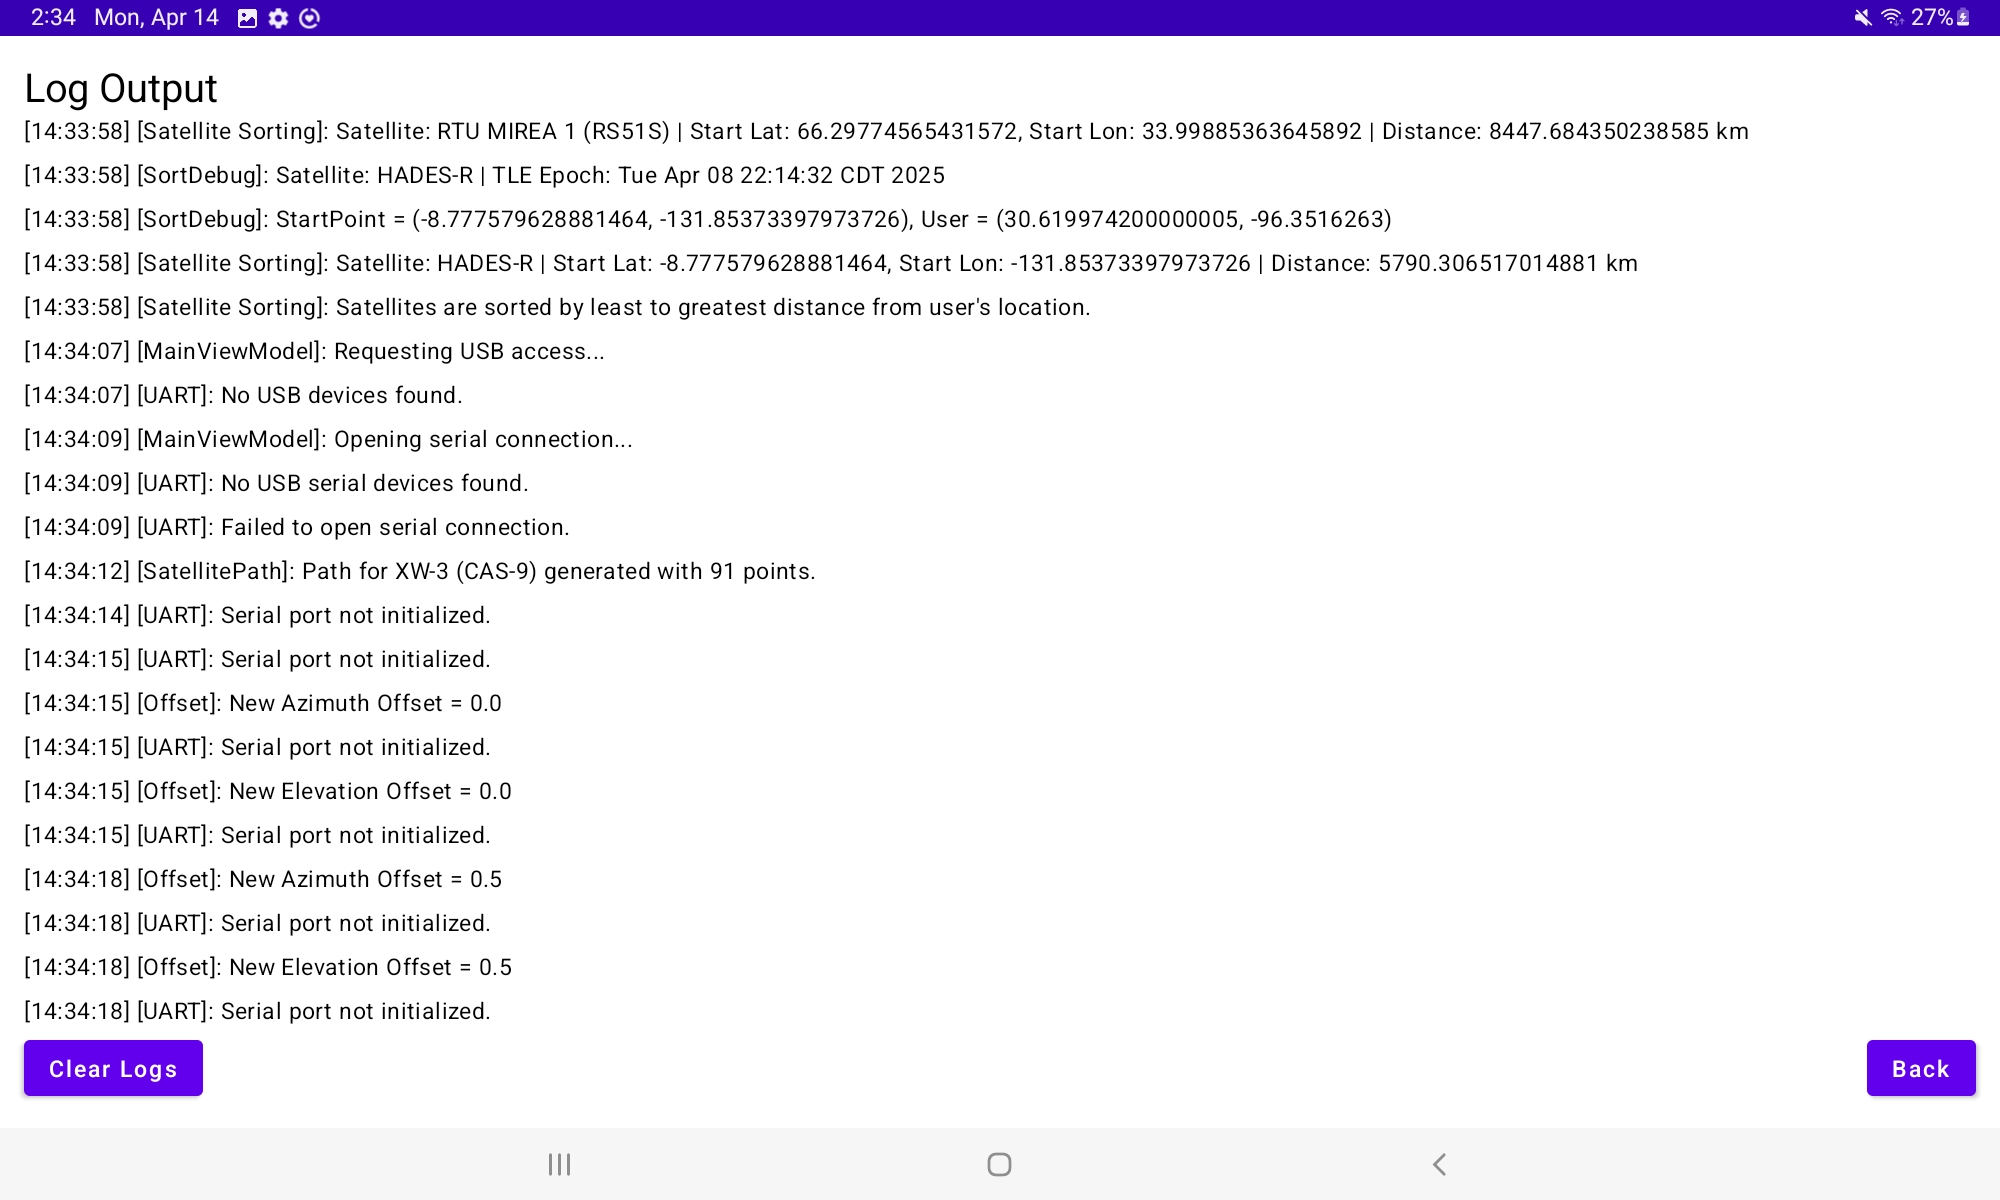 2:34 Mon, Apr 14 27%
Log Output
[14:33:58] [Satellite Sorting]: Satellite: RTU MIREA 1 (RS51S) | Start Lat: 66.29774565431572, Start Lon: 33.99885363645892 | Distance: 8447.684350238585 km
[14:33:58] [SortDebug]: Satellite: HADES-R | TLE Epoch: Tue Apr 08 22:14:32 CDT 2025
[14:33:58] [SortDebug]: StartPoint = (-8.777579628881464, -131.85373397973726), User = (30.619974200000005, -96.3516263)
[14:33:58] [Satellite Sorting]: Satellite: HADES-R | Start Lat: -8.777579628881464, Start Lon: -131.85373397973726 | Distance: 5790.306517014881 km
[14:33:58] [Satellite Sorting]: Satellites are sorted by least to greatest distance from user's location.
[14:34:07] [MainViewModel]: Requesting USB access...
[14:34:07] [UART]: No USB devices found.
[14:34:09] [MainViewModel]: Opening serial connection...
[14:34:09] [UART]: No USB serial devices found.
[14:34:09] [UART]: Failed to open serial connection.
[14:34:12] [SatellitePath]: Path for XW-3 (CAS-9) generated with 91 points.
[14:34:14] [UART]: Serial port not initialized.
[14:34:15] [UART]: Serial port not initialized.
[14:34:15] [Offset]: New Azimuth Offset = 0.0
[14:34:15] [UART]: Serial port not initialized.
[14:34:15] [Offset]: New Elevation Offset = 0.0
[14:34:15] [UART]: Serial port not initialized.
[14:34:18] [Offset]: New Azimuth Offset = 0.5
[14:34:18] [UART]: Serial port not initialized.
[14:34:18] [Offset]: New Elevation Offset = 0.5
[14:34:18] [UART]: Serial port not initialized.
Clear Logs Back